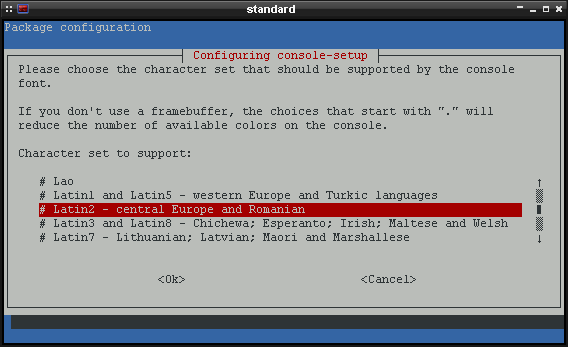 standard
Package configuration
Configuring console-setup
Please choose the character set that should be supported by the console
font.
If you don't use a framebuffer, the choices that start with "." will
reduce the number of available colors on the console.
Character set to support:
# Lao
# Latin1 and Latin5 - western Europe and Turkic languages
# Latin2 - central Europe and Romanian
# Latin3 and Latin8 - Chichewa; Esperanto; Irish; Maltese and Welsh
# Latin7 - Lithuanian; Latvian; Maori and Marshallese
<Ok> <Cancel>